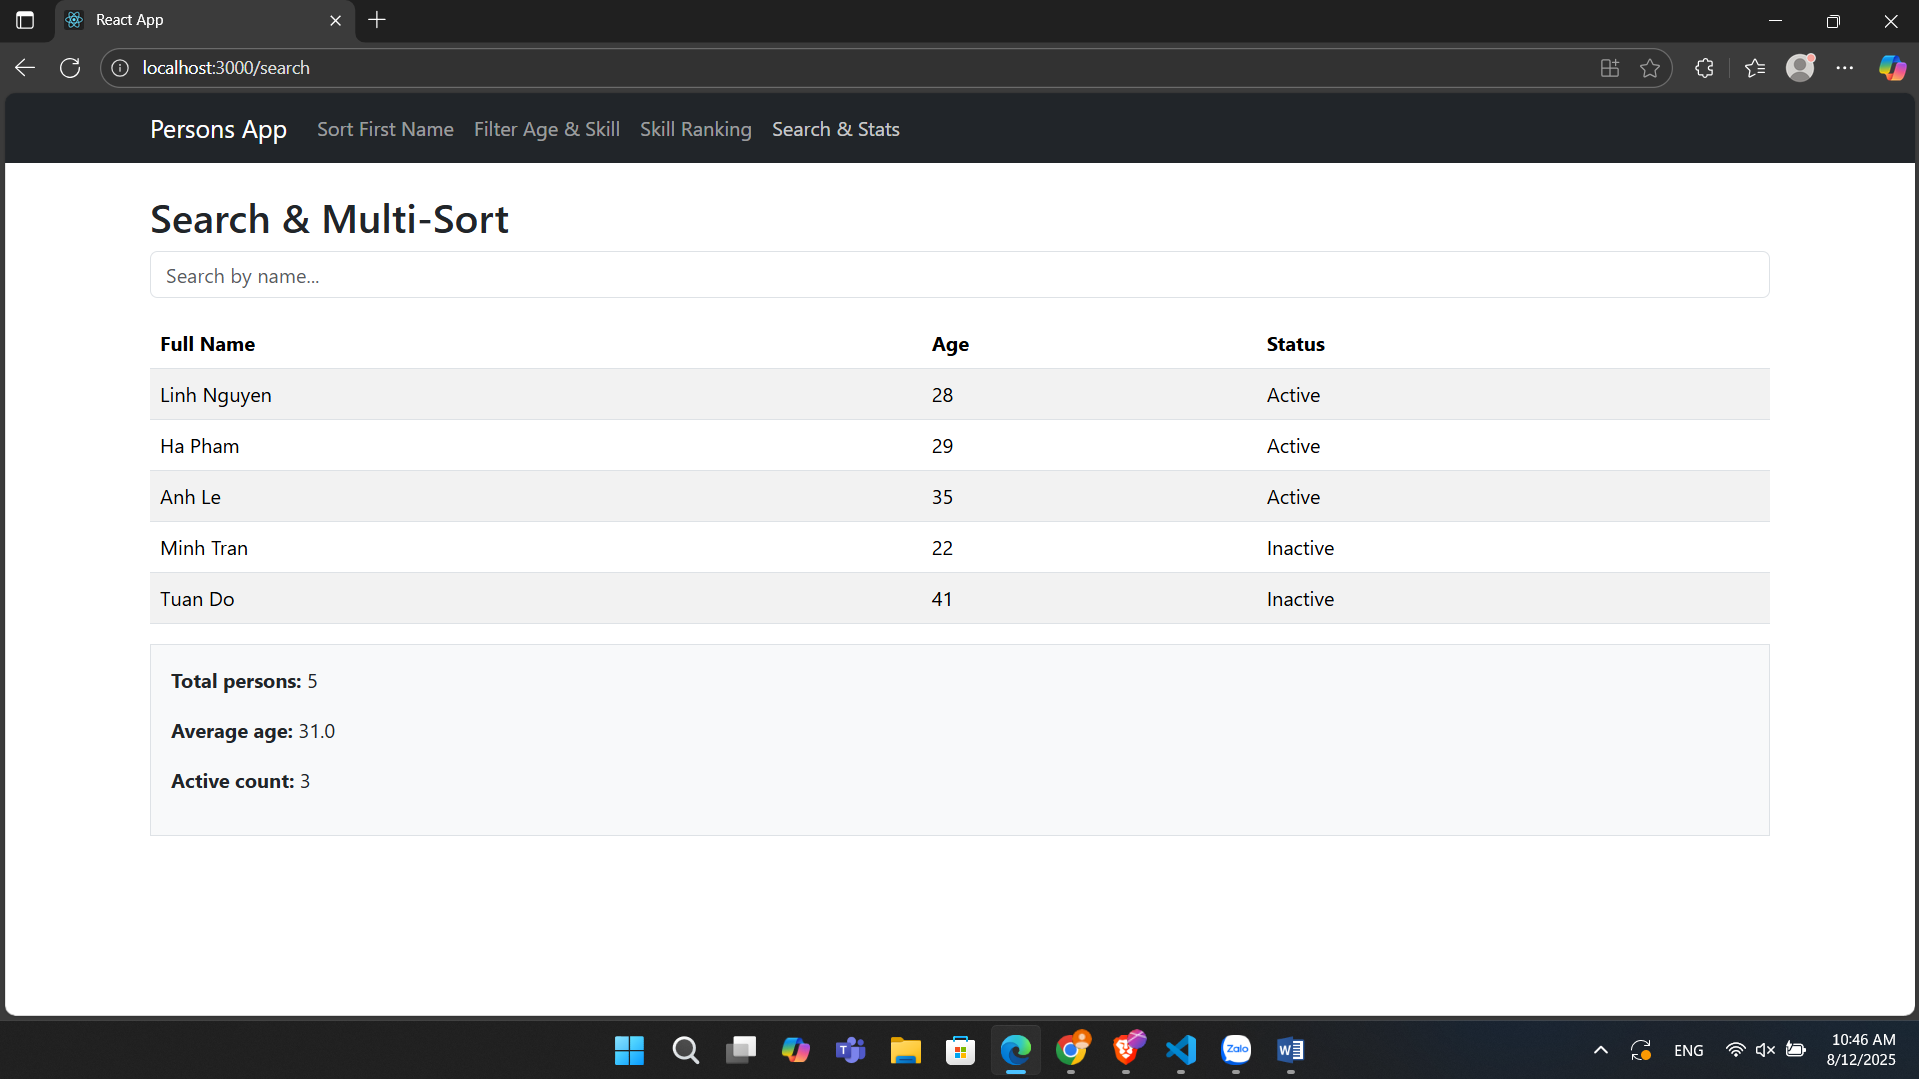 React App
localhost:3000/search
Persons App Sort First Name Filter Age & Skill Skill Ranking Search & Stats
Search & Multi-Sort
Search by name...
Full Name Age Status
Linh Nguyen 28 Active
Ha Pham 29 Active
Anh Le 35 Active
Minh Tran 22 Inactive
Tuan Do 41 Inactive
Total persons: 5
Average age: 31.0
Active count: 3
Zalo
ENG
10:46 AM
8/12/2025